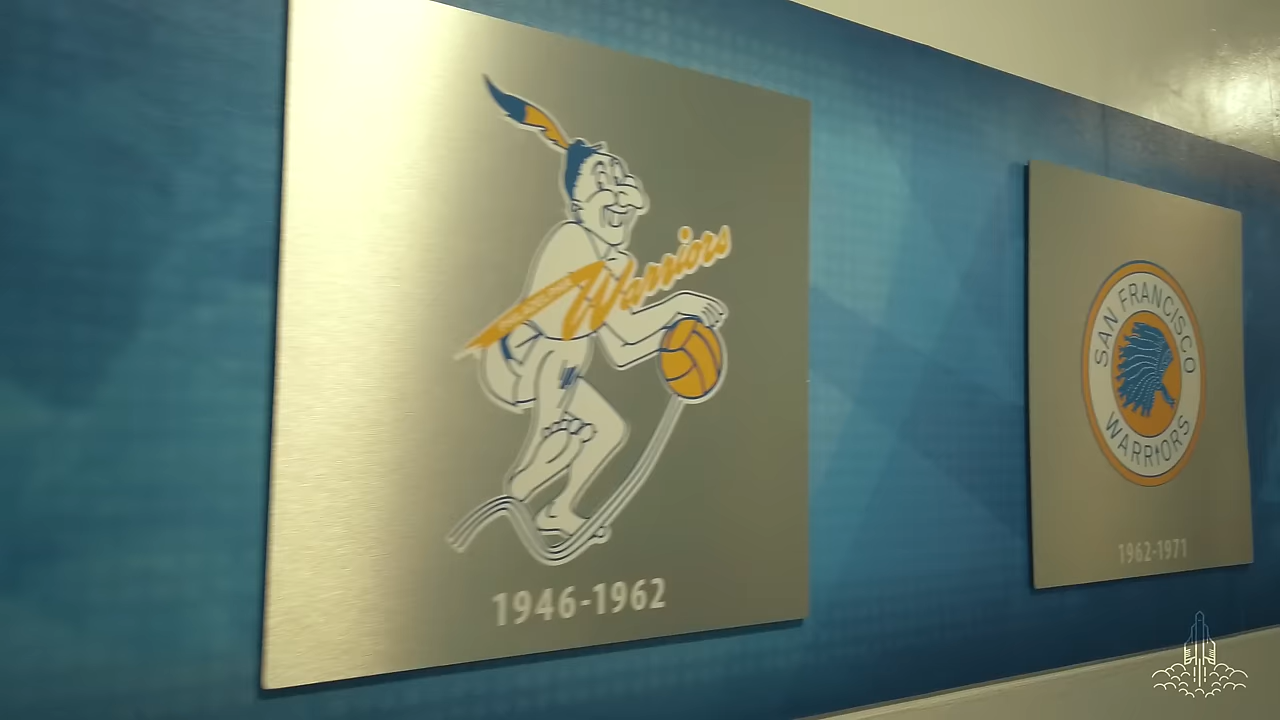 Warriors
1946-1962
SAN FRANCISCO
WARRIORS
1962-1971